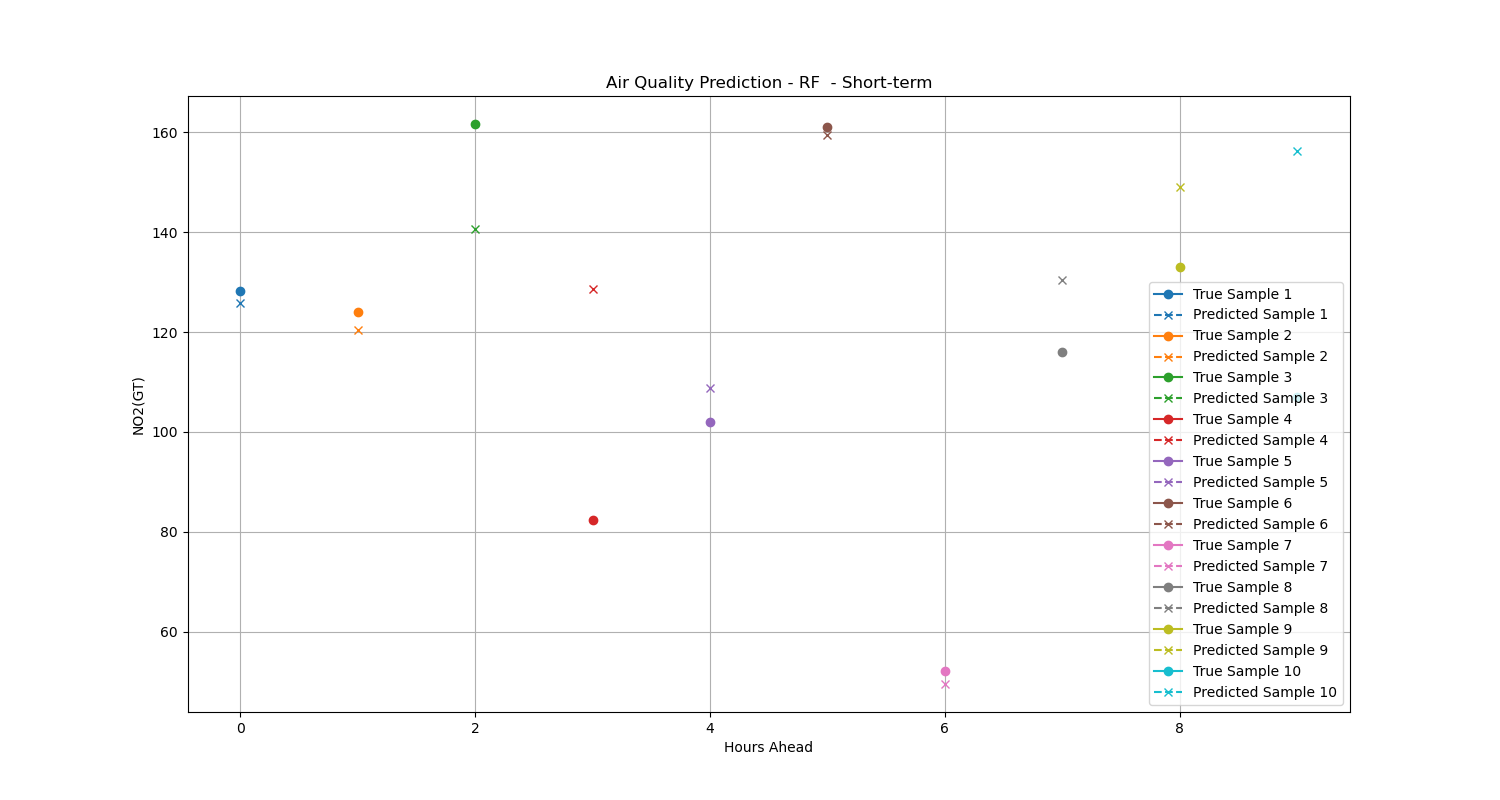 Air Quality Prediction - RF  - Short-term
160
140
120
100
80
60
NO2(GT)
0 2 4 6 8
Hours Ahead
True Sample 1
Predicted Sample 1
True Sample 2
Predicted Sample 2
True Sample 3
Predicted Sample 3
True Sample 4
Predicted Sample 4
True Sample 5
Predicted Sample 5
True Sample 6
Predicted Sample 6
True Sample 7
Predicted Sample 7
True Sample 8
Predicted Sample 8
True Sample 9
Predicted Sample 9
True Sample 10
Predicted Sample 10